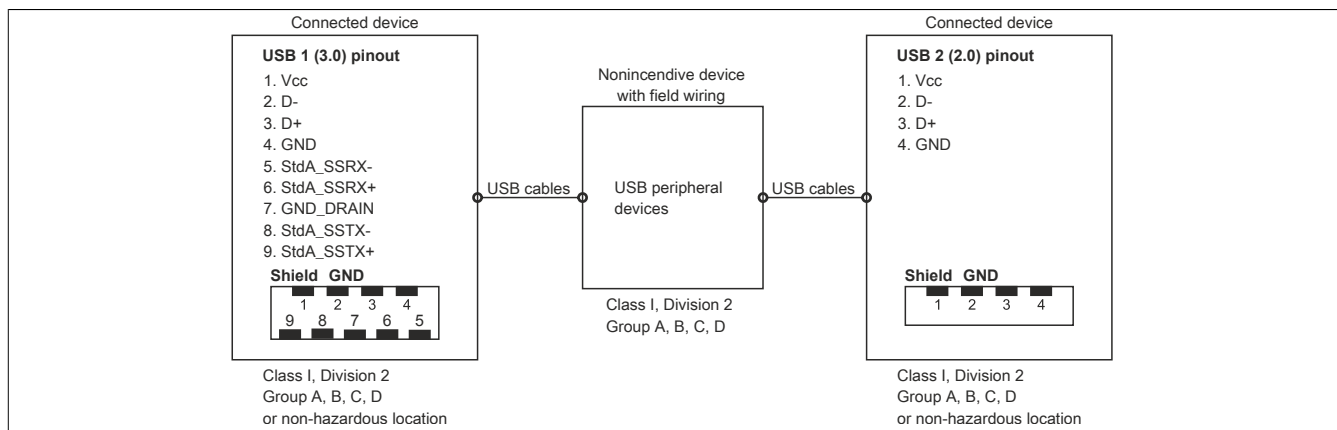 Connected device
USB 1 (3.0) pinout
1. Vcc
2. D-
3. D+
4. GND
5. StdA_SSRX-
6. StdA_SSRX+
7. GND_DRAIN
8. StdA_SSTX-
9. StdA_SSTX+
Shield GND
1 2 3 4
9 8 7 6 5
Class I, Division 2
Group A, B, C, D
or non-hazardous location
USB cables
Nonincendive device
with field wiring
USB peripheral
devices
Class I, Division 2
Group A, B, C, D
USB cables
Connected device
USB 2 (2.0) pinout
1. Vcc
2. D-
3. D+
4. GND
Shield GND
1 2 3 4
Class I, Division 2
Group A, B, C, D
or non-hazardous location